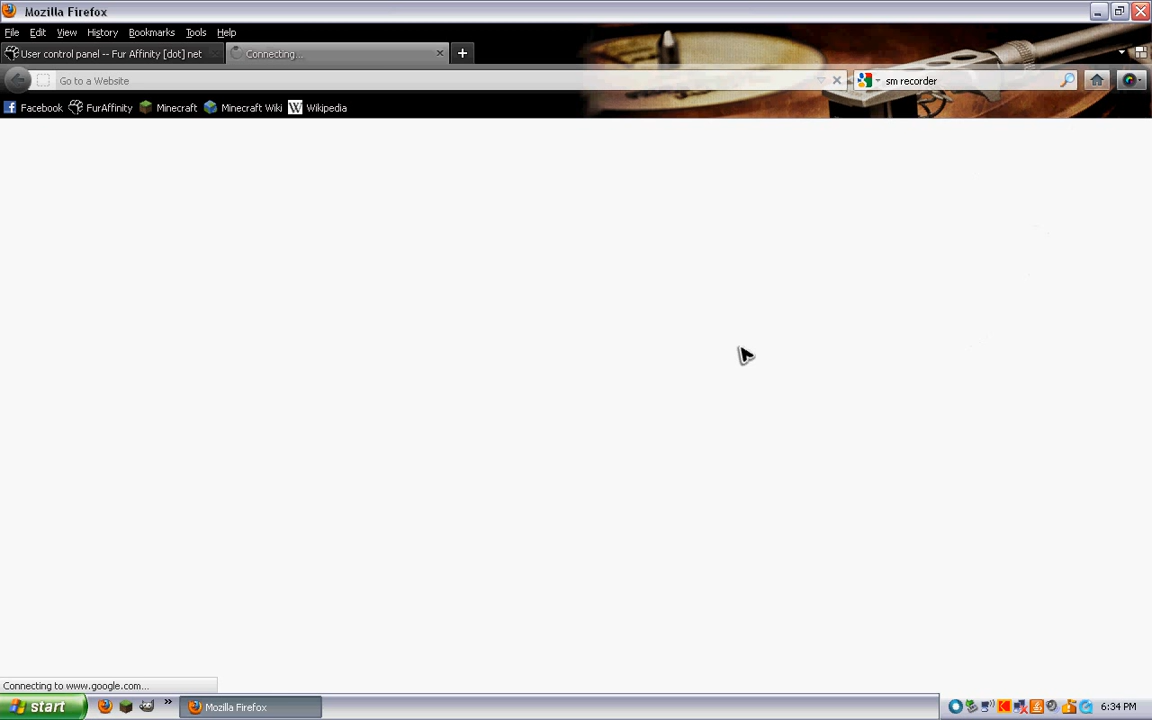 Mozilla Firefox
File Edit View History Bookmarks Tools Help
User control panel -- Fur Affinity [dot] net Connecting...
Go to a Website sm recorder
Facebook FurAffinity Minecraft Minecraft Wiki W Wikipedia
Connecting to www.google.com...
start Mozilla Firefox 6:34 PM